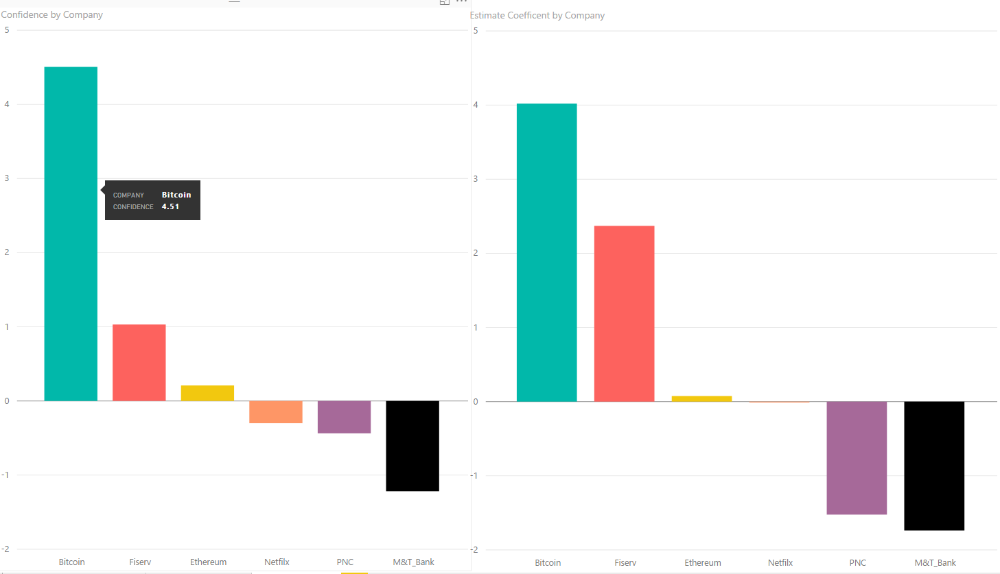 Confidence by Company
5
4
3
2
1
0
-1
-2
COMPANY Bitcoin
CONFIDENCE 4.51
Bitcoin Fiserv Ethereum Netfilx PNC M&T_Bank
Estimate Coefficent by Company
5
4
3
2
1
0
-1
-2
Bitcoin Fiserv Ethereum Netfilx PNC M&T_Bank